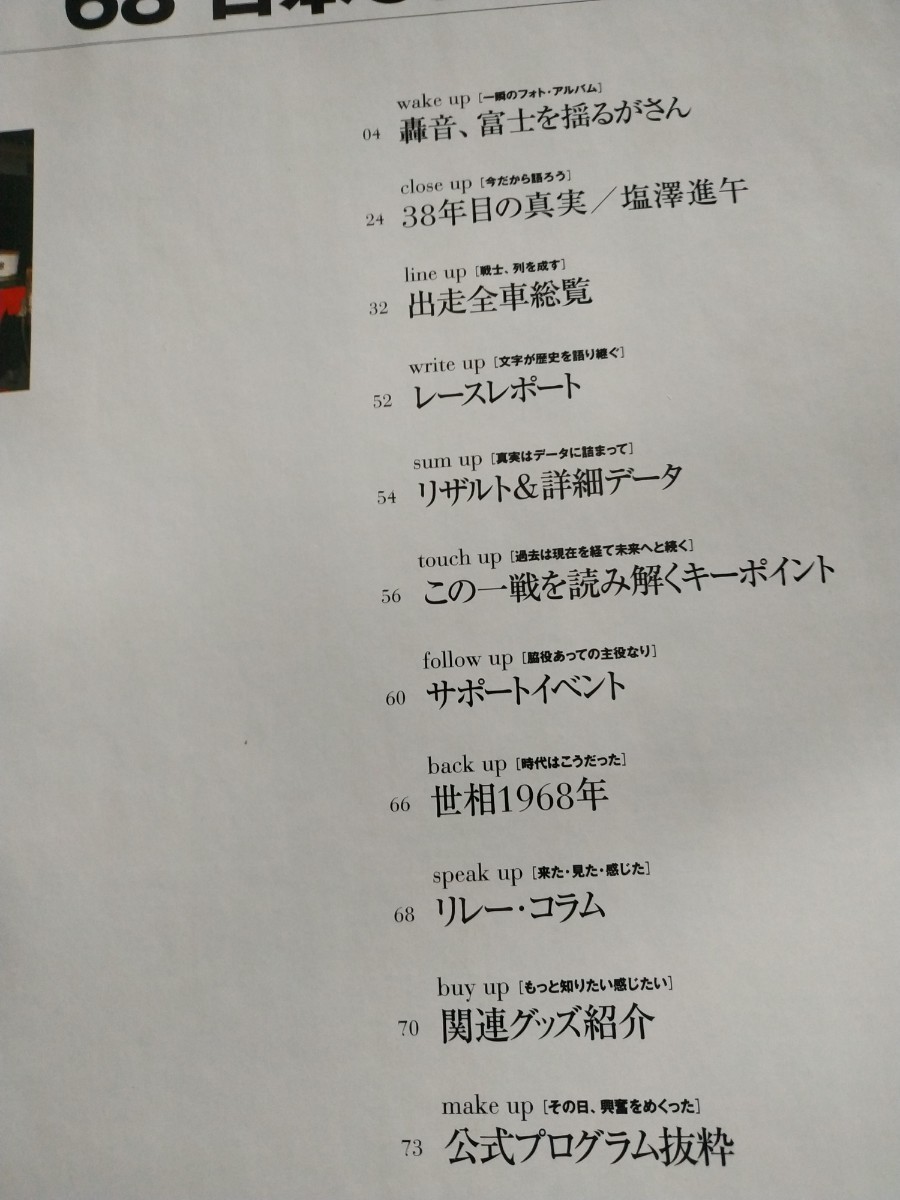 68 日本
wake up [一瞬のフォト・アルバム]
04 轟音、富士を揺るがさん
close up [今だから語ろう]
24 38年目の真実／塩澤進午
line up [戦士、列を成す]
32 出走全車総覧
write up [文字が歴史を語り継ぐ]
52 レースレポート
sum up [真実はデータに詰まって]
54 リザルト&詳細データ
touch up [過去は現在を経て未来へと続く]
56 この一戦を読み解くキーポイント
follow up [脇役あっての主役なり]
60 サポートイベント
back up [時代はこうだった]
66 世相1968年
speak up [来た・見た・感じた]
68 リレー・コラム
buy up [もっと知りたい感じたい]
70 関連グッズ紹介
make up [その日、興奮をめくった]
73 公式プログラム抜粋